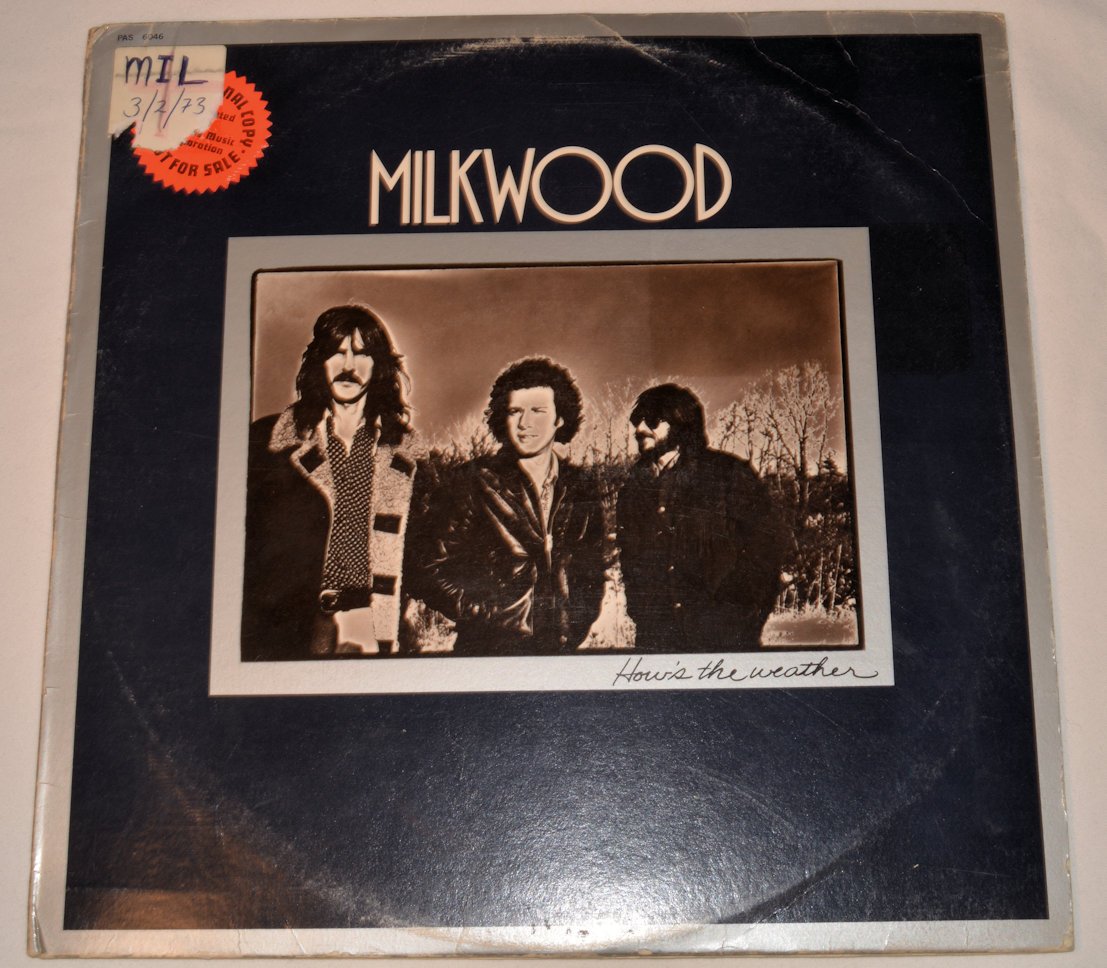 PAS 6046
MIL
3/2/73
NAL COPY
Music
NOT FOR SALE.
MILKWOOD
How's the weather